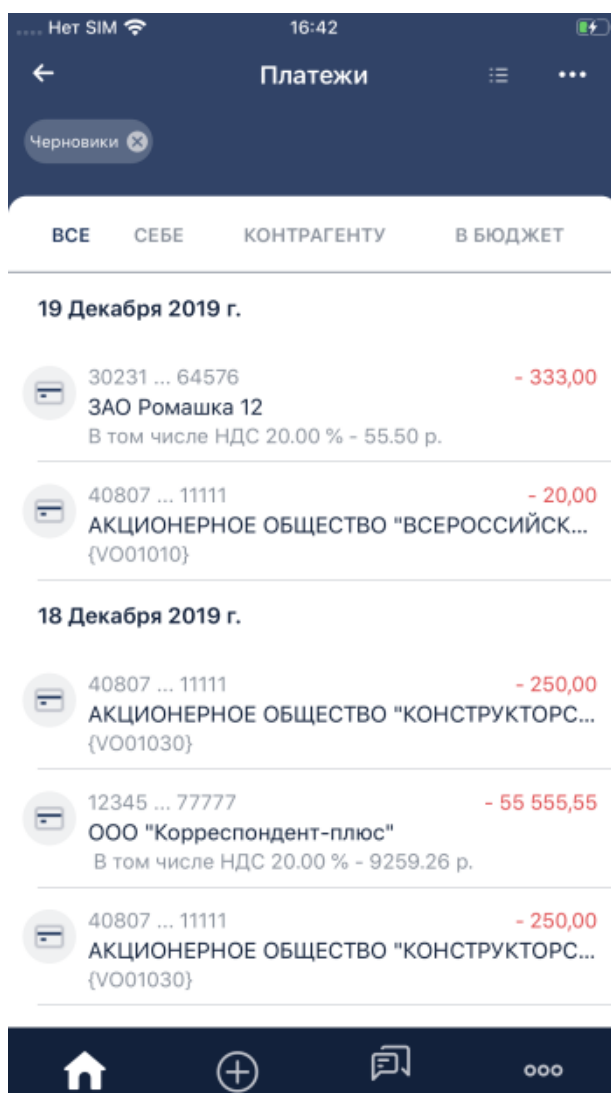 .... Нет SIM 16:42
Платежи
Черновики
ВСЕ СЕБЕ КОНТРАГЕНТУ В БЮДЖЕТ
19 Декабря 2019 г.
30231 ... 64576 - 333,00
ЗАО Ромашка 12
В том числе НДС 20.00 % - 55.50 р.
40807 ... 11111 - 20,00
АКЦИОНЕРНОЕ ОБЩЕСТВО "ВСЕРОССИЙСК...
{VO01010}
18 Декабря 2019 г.
40807 ... 11111 - 250,00
АКЦИОНЕРНОЕ ОБЩЕСТВО "КОНСТРУКТОРС...
{VO01030}
12345 ... 77777 - 55 555,55
ООО "Корреспондент-плюс"
В том числе НДС 20.00 % - 9259.26 р.
40807 ... 11111 - 250,00
АКЦИОНЕРНОЕ ОБЩЕСТВО "КОНСТРУКТОРС...
{VO01030}